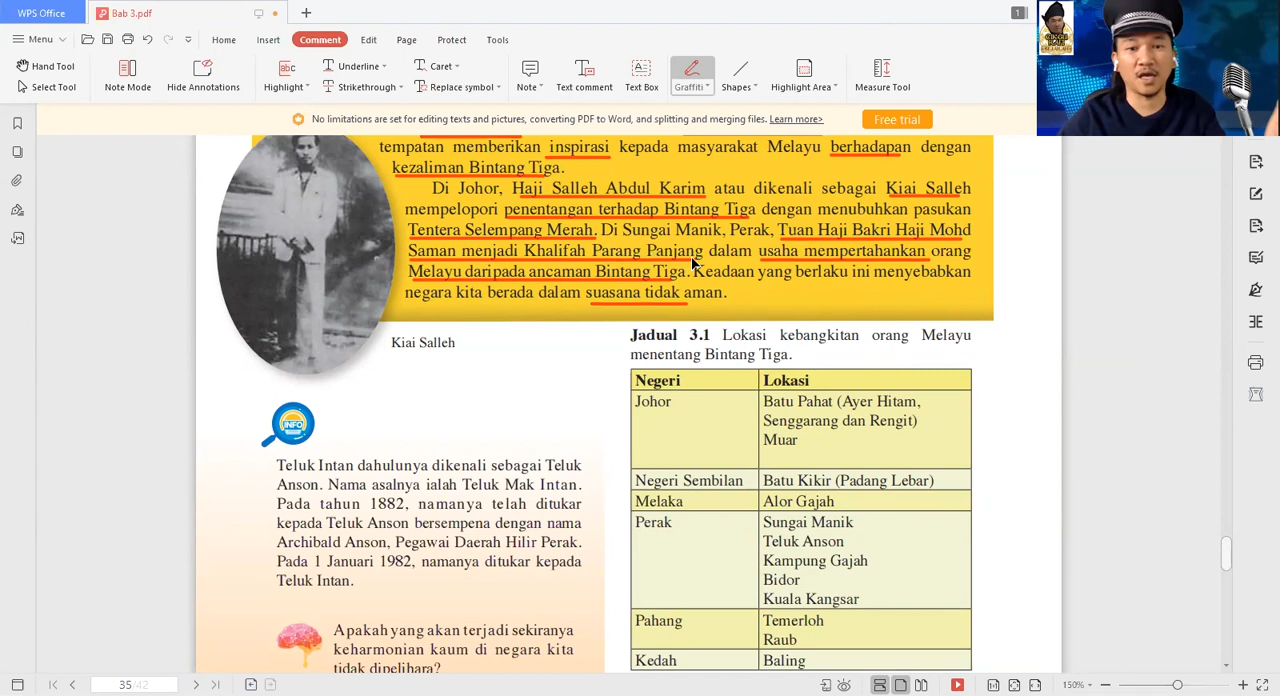 WPS Office
Bab 3.pdf
1
Menu
Home
Insert
Comment
Edit
Page
Protect
Tools
Hand Tool
Select Tool
Note Mode
Hide Annotations
Highlight
Underline
Strikethrough
Caret
Replace symbol
Note
Text comment
Text Box
Graffiti
Shapes
Highlight Area
Measure Tool
No limitations are set for editing texts and pictures, converting PDF to Word, and splitting and merging files. Learn more>
Free trial
tempatan memberikan inspirasi kepada masyarakat Melayu berhadapan dengan
kezaliman Bintang Tiga.
Di Johor, Haji Salleh Abdul Karim atau dikenali sebagai Kiai Salleh
mempelopori penentangan terhadap Bintang Tiga dengan menubuhkan pasukan
Tentera Selempang Merah. Di Sungai Manik, Perak, Tuan Haji Bakri Haji Mohd
Saman menjadi Khalifah Parang Panjang dalam usaha mempertahankan orang
Melayu daripada ancaman Bintang Tiga. Keadaan yang berlaku ini menyebabkan
negara kita berada dalam suasana tidak aman.
Kiai Salleh
Jadual 3.1 Lokasi kebangkitan orang Melayu
menentang Bintang Tiga.
Negeri Lokasi
Johor Batu Pahat (Ayer Hitam,
Senggarang dan Rengit)
Muar
Negeri Sembilan Batu Kikir (Padang Lebar)
Melaka Alor Gajah
Perak Sungai Manik
Teluk Anson
Kampung Gajah
Bidor
Kuala Kangsar
Pahang Temerloh
Raub
Kedah Baling
INFO
Teluk Intan dahulunya dikenali sebagai Teluk
Anson. Nama asalnya ialah Teluk Mak Intan.
Pada tahun 1882, namanya telah ditukar
kepada Teluk Anson bersempena dengan nama
Archibald Anson, Pegawai Daerah Hilir Perak.
Pada 1 Januari 1982, namanya ditukar kepada
Teluk Intan.
Apakah yang akan terjadi sekiranya
keharmonian kaum di negara kita
tidak dipelihara?
35/42
150%